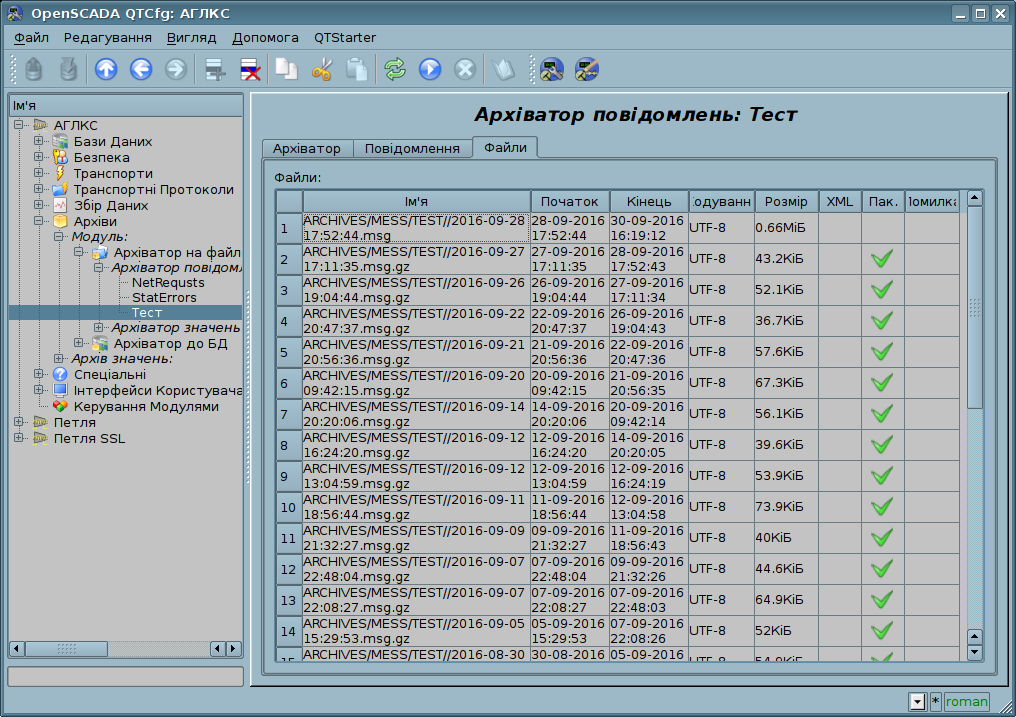 OpenSCADA QTCfg: АГЛКС
Файл Редагування Вигляд Допомога QTStarter
Ім'я
АГЛКС
Бази Даних
Безпека
Транспорти
Транспортні Протоколи
Збір Даних
Архіви
Модуль:
Архіватор на файл
Архіватор повідомл
NetRequsts
StatErrors
Тест
Архіватор значень
Архіватор до БД
Архів значень:
Спеціальні
Інтерфейси Користувача
Керування Модулями
Петля
Петля SSL
Архіватор повідомлень: Тест
Архіватор Повідомлення Файли
Файли:
Ім'я Початок Кінець одуванн Розмір XML Пак. омилка
1 ARCHIVES/MESS/TEST//2016-09-28 28-09-2016 30-09-2016 UTF-8 0.66МіБ
17:52:44.msg 17:52:44 16:19:12
2 ARCHIVES/MESS/TEST//2016-09-27 27-09-2016 28-09-2016 UTF-8 43.2КіБ
17:11:35.msg.gz 17:11:35 17:52:43
3 ARCHIVES/MESS/TEST//2016-09-26 26-09-2016 27-09-2016 UTF-8 52.1КіБ
19:04:44.msg.gz 19:04:44 17:11:34
4 ARCHIVES/MESS/TEST//2016-09-22 22-09-2016 26-09-2016 UTF-8 36.7КіБ
20:47:37.msg.gz 20:47:37 19:04:43
5 ARCHIVES/MESS/TEST//2016-09-21 21-09-2016 22-09-2016 UTF-8 57.6КіБ
20:56:36.msg.gz 20:56:36 20:47:36
6 ARCHIVES/MESS/TEST//2016-09-20 20-09-2016 21-09-2016 UTF-8 67.3КіБ
09:42:15.msg.gz 09:42:15 20:56:35
7 ARCHIVES/MESS/TEST//2016-09-14 14-09-2016 20-09-2016 UTF-8 56.1КіБ
20:20:06.msg.gz 20:20:06 09:42:14
8 ARCHIVES/MESS/TEST//2016-09-12 12-09-2016 14-09-2016 UTF-8 39.6КіБ
16:24:20.msg.gz 16:24:20 20:20:05
9 ARCHIVES/MESS/TEST//2016-09-12 12-09-2016 12-09-2016 UTF-8 53.9КіБ
13:04:59.msg.gz 13:04:59 16:24:19
10 ARCHIVES/MESS/TEST//2016-09-11 11-09-2016 12-09-2016 UTF-8 73.9КіБ
18:56:44.msg.gz 18:56:44 13:04:58
11 ARCHIVES/MESS/TEST//2016-09-09 09-09-2016 11-09-2016 UTF-8 40КіБ
21:32:27.msg.gz 21:32:27 18:56:43
12 ARCHIVES/MESS/TEST//2016-09-07 07-09-2016 09-09-2016 UTF-8 44.6КіБ
22:48:04.msg.gz 22:48:04 21:32:26
13 ARCHIVES/MESS/TEST//2016-09-07 07-09-2016 07-09-2016 UTF-8 64.9КіБ
22:08:27.msg.gz 22:08:27 22:48:03
14 ARCHIVES/MESS/TEST//2016-09-05 05-09-2016 07-09-2016 UTF-8 52КіБ
15:29:53.msg.gz 15:29:53 22:08:26
ARCHIVES/MESS/TEST//2016-08-30 30-08-2016 05-09-2016
* roman